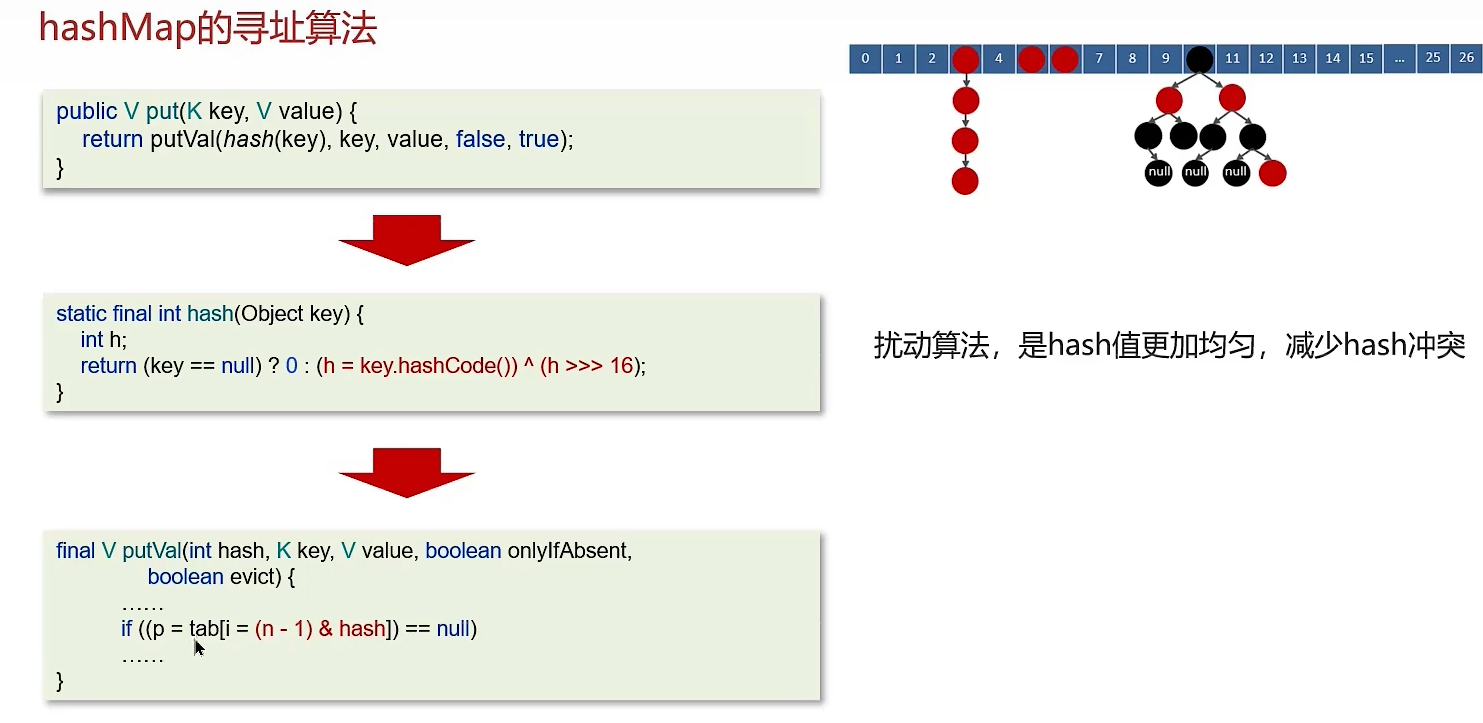 hashMap的寻址算法
0 1 2 4 7 8 9 11 12 13 14 15 ... 25 26
null null null
public V put(K key, V value) {
return putVal(hash(key), key, value, false, true);
}
static final int hash(Object key) {
int h;
return (key == null) ? 0 : (h = key.hashCode()) ^ (h >>> 16);
}
扰动算法，是hash值更加均匀，减少hash冲突
final V putVal(int hash, K key, V value, boolean onlyIfAbsent,
boolean evict) {
……
if ((p = tab[i = (n - 1) & hash]) == null)
……
}